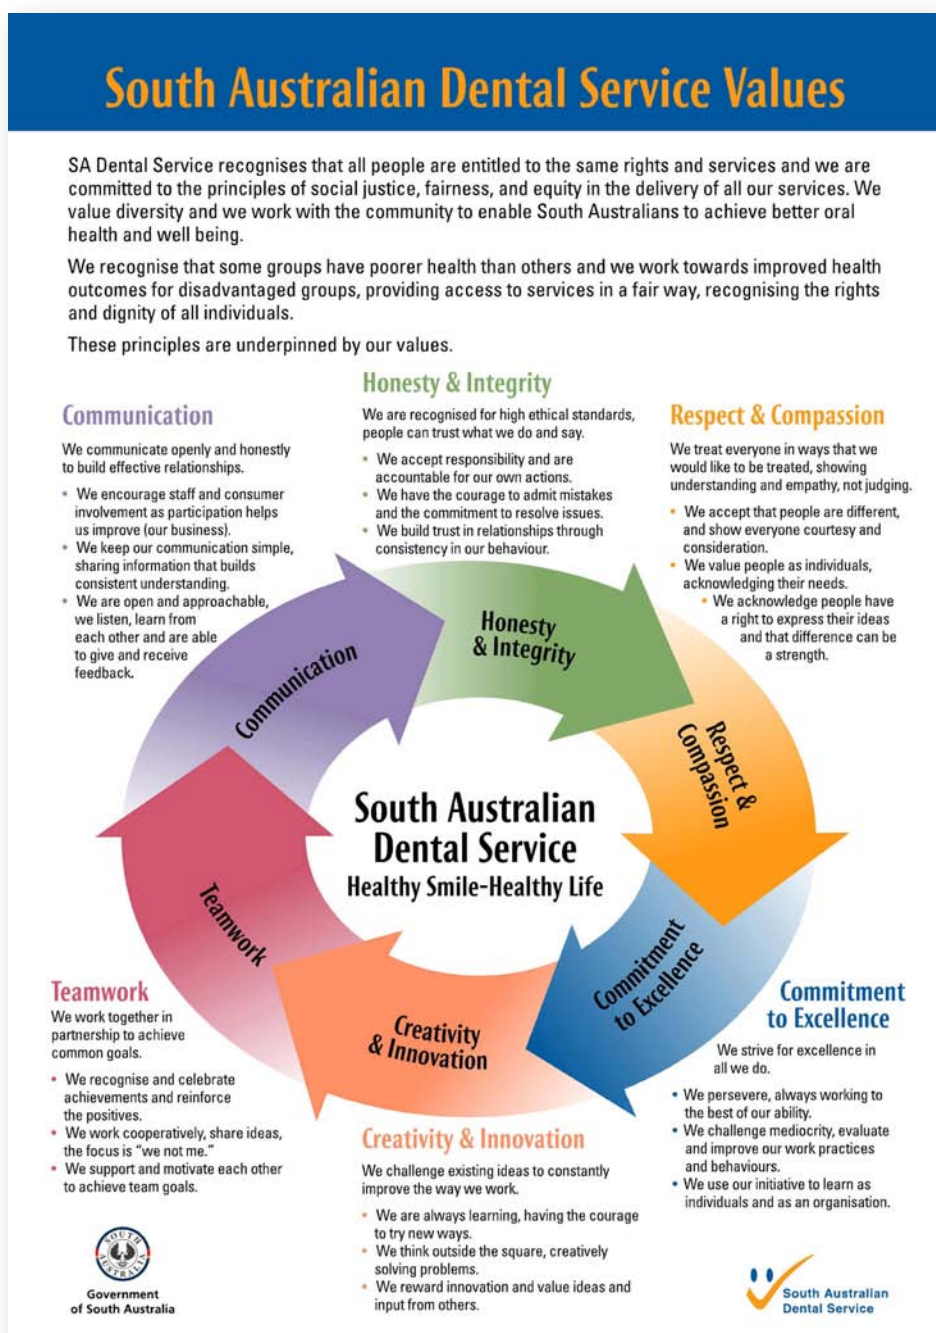 South Australian Dental Service Values
SA Dental Service recognises that all people are entitled to the same rights and services and we are
committed to the principles of social justice, fairness, and equity in the delivery of all our services. We
value diversity and we work with the community to enable South Australians to achieve better oral
health and well being.
We recognise that some groups have poorer health than others and we work towards improved health
outcomes for disadvantaged groups, providing access to services in a fair way, recognising the rights
and dignity of all individuals.
These principles are underpinned by our values.
Communication
We communicate openly and honestly
to build effective relationships.
• We encourage staff and consumer
involvement as participation helps
us improve (our business).
• We keep our communication simple,
sharing information that builds
consistent understanding.
• We are open and approachable,
we listen, learn from
each other and are able
to give and receive
feedback.
Honesty & Integrity
We are recognised for high ethical standards,
people can trust what we do and say.
• We accept responsibility and are
accountable for our own actions.
• We have the courage to admit mistakes
and the commitment to resolve issues.
• We build trust in relationships through
consistency in our behaviour.
Respect & Compassion
We treat everyone in ways that we
would like to be treated, showing
understanding and empathy, not judging.
• We accept that people are different,
and show everyone courtesy and
consideration.
• We value people as individuals,
acknowledging their needs.
• We acknowledge people have
a right to express their ideas
and that difference can be
a strength.
Communication
Honesty
& Integrity
Respect &
Compassion
Commitment
to Excellence
Creativity
& Innovation
Teamwork
South Australian
Dental Service
Healthy Smile-Healthy Life
Teamwork
We work together in
partnership to achieve
common goals.
• We recognise and celebrate
achievements and reinforce
the positives.
• We work cooperatively, share ideas,
the focus is “we not me.”
• We support and motivate each other
to achieve team goals.
Creativity & Innovation
We challenge existing ideas to constantly
improve the way we work.
• We are always learning, having the courage
to try new ways.
• We think outside the square, creatively
solving problems.
• We reward innovation and value ideas and
input from others.
Commitment
to Excellence
We strive for excellence in
all we do.
• We persevere, always working to
the best of our ability.
• We challenge mediocrity, evaluate
and improve our work practices
and behaviours.
• We use our initiative to learn as
individuals and as an organisation.
SOUTH
AUSTRALIA
Government
of South Australia
South Australian
Dental Service